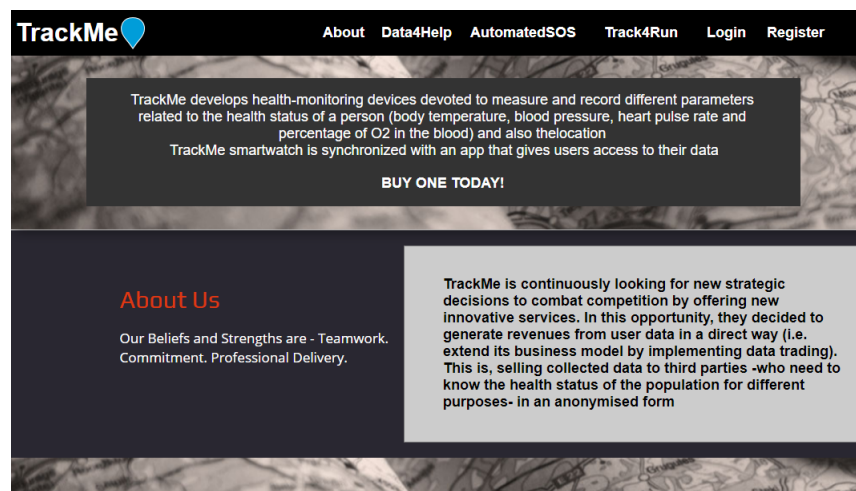 TrackMe
About Data4Help AutomatedSOS Track4Run Login Register
TrackMe develops health-monitoring devices devoted to measure and record different parameters
related to the health status of a person (body temperature, blood pressure, heart pulse rate and
percentage of O2 in the blood) and also thelocation
TrackMe smartwatch is synchronized with an app that gives users access to their data
BUY ONE TODAY!
About Us
Our Beliefs and Strengths are - Teamwork.
Commitment. Professional Delivery.
TrackMe is continuously looking for new strategic
decisions to combat competition by offering new
innovative services. In this opportunity, they decided to
generate revenues from user data in a direct way (i.e.
extend its business model by implementing data trading).
This is, selling collected data to third parties -who need to
know the health status of the population for different
purposes- in an anonymised form